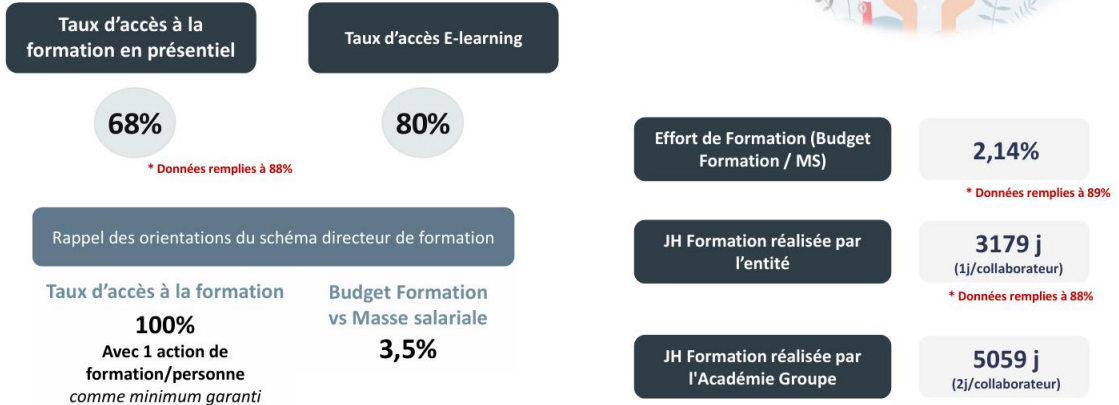 Taux d'accès à la
formation en présentiel
68%
* Données remplies à 88%
Taux d'accès E-learning
80%
Rappel des orientations du schéma directeur de formation
Taux d'accès à la formation
100%
Avec 1 action de
formation/personne
comme minimum garanti
Budget Formation
vs Masse salariale
3,5%
Effort de Formation (Budget
Formation / MS)
2,14%
* Données remplies à 89%
JH Formation réalisée par
l'entité
3179 j
(1j/collaborateur)
* Données remplies à 88%
JH Formation réalisée par
l'Académie Groupe
5059 j
(2j/collaborateur)